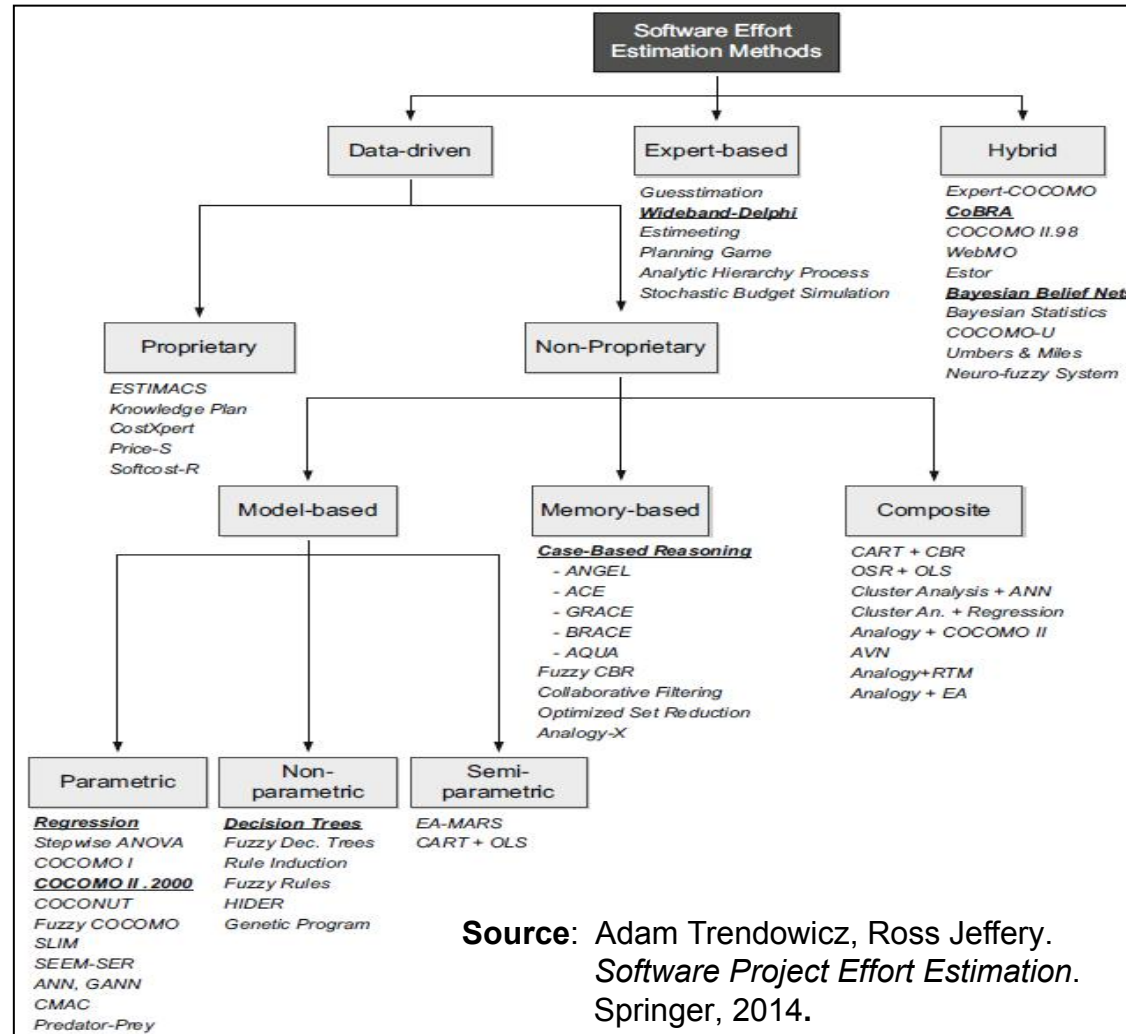 Software Effort
Estimation Methods
Data-driven
Expert-based
Hybrid
Guesstimation
Wideband-Delphi
Estimeeting
Planning Game
Analytic Hierarchy Process
Stochastic Budget Simulation
Expert-COCOMO
CoBRA
COCOMO II.98
WebMO
Estor
Bayesian Belief Nets
Bayesian Statistics
COCOMO-U
Umbers & Miles
Neuro-fuzzy System
Proprietary
Non-Proprietary
ESTIMACS
Knowledge Plan
CostXpert
Price-S
Softcost-R
Model-based
Memory-based
Composite
Case-Based Reasoning
- ANGEL
- ACE
- GRACE
- BRACE
- AQUA
Fuzzy CBR
Collaborative Filtering
Optimized Set Reduction
Analogy-X
CART + CBR
OSR + OLS
Cluster Analysis + ANN
Cluster An. + Regression
Analogy + COCOMO II
AVN
Analogy+RTM
Analogy + EA
Parametric
Non-
parametric
Semi-
parametric
Regression
Stepwise ANOVA
COCOMO I
COCOMO II . 2000
COCONUT
Fuzzy COCOMO
SLIM
SEEM-SER
ANN, GANN
CMAC
Predator-Prey
Decision Trees
Fuzzy Dec. Trees
Rule Induction
Fuzzy Rules
HIDER
Genetic Program
EA-MARS
CART + OLS
Source: Adam Trendowicz, Ross Jeffery.
Software Project Effort Estimation.
Springer, 2014.